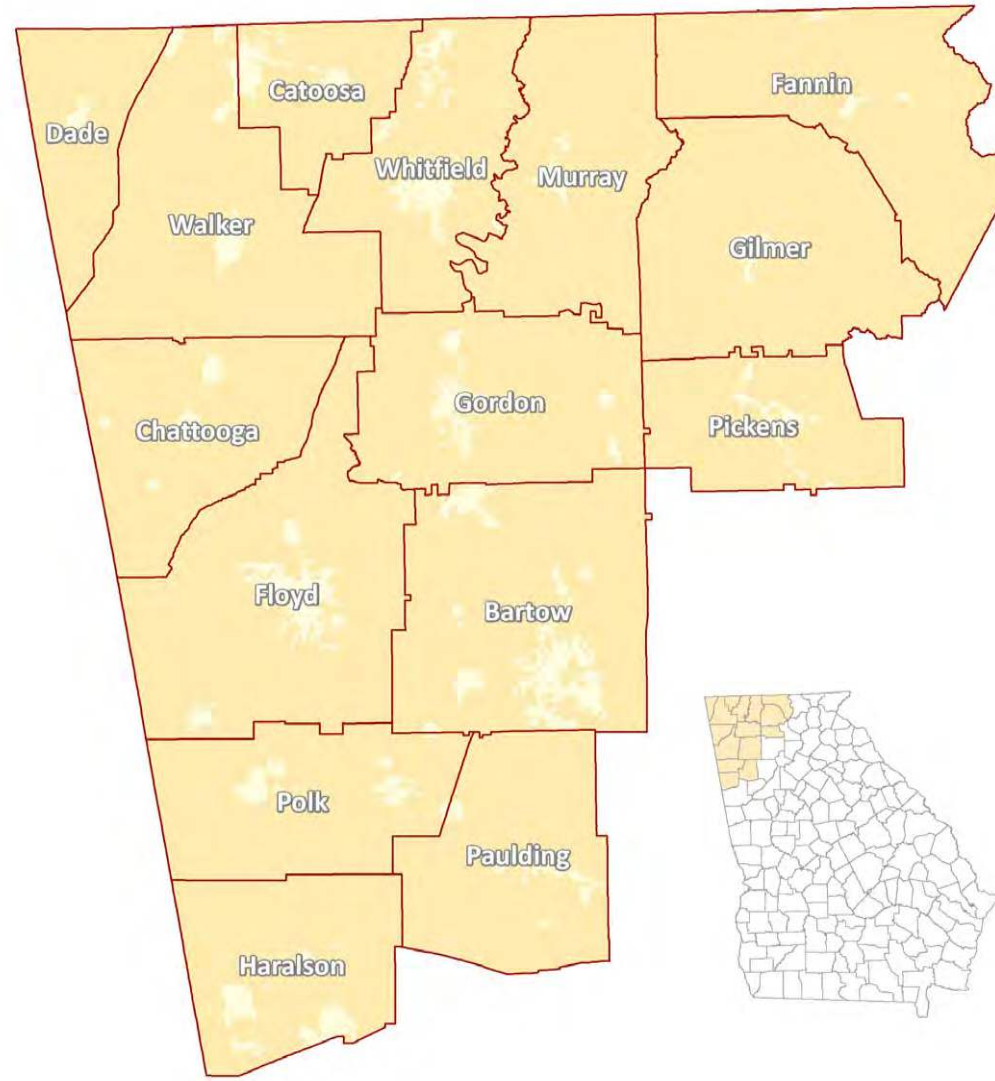 Fannin
Catoosa
Dade
Whitfield
Murray
Walker
Gilmer
Gordon
Pickens
Chattooga
Floyd
Bartow
Polk
Paulding
Haralson